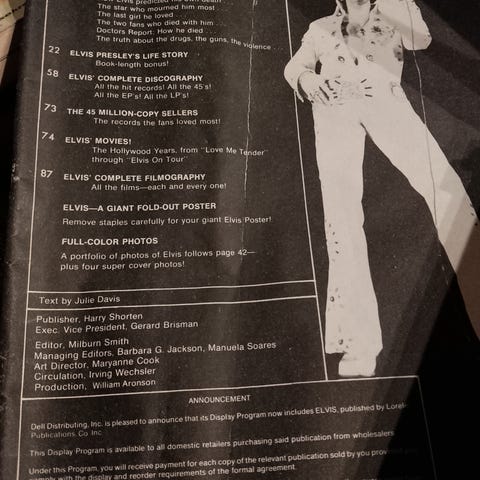 The star who mourned him most . . .
The last girl he loved . . .
The two fans who died with him . . .
Doctors Report: How he died . . .
The truth about the drugs, the guns, the violence . . .
22 ELVIS PRESLEY'S LIFE STORY
Book-length bonus!
58 ELVIS' COMPLETE DISCOGRAPHY
All the hit records! All the 45's!
All the EP's! All the LP's!
73 THE 45 MILLION-COPY SELLERS
The records the fans loved most!
74 ELVIS' MOVIES!
The Hollywood Years, from "Love Me Tender"
through "Elvis On Tour"
87 ELVIS' COMPLETE FILMOGRAPHY
All the films—each and every one!
ELVIS—A GIANT FOLD-OUT POSTER
Remove staples carefully for your giant Elvis Poster!
FULL-COLOR PHOTOS
A portfolio of photos of Elvis follows page 42—
plus four super cover photos!
Text by Julie Davis
Publisher, Harry Shorten
Exec. Vice President, Gerard Brisman
Editor, Milburn Smith
Managing Editors, Barbara G. Jackson, Manuela Soares
Art Director, Maryanne Cook
Circulation, Irving Wechsler
Production, William Aronson
ANNOUNCEMENT
Dell Distributing, Inc. is pleased to announce that its Display Program now includes ELVIS, published by
Publications Co. Inc.
This Display Program is available to all domestic retailers purchasing said publication from wholesalers
Under this Program, you will receive payment for each copy of the relevant publication sold by you
comply with the display and reorder requirements of the formal agreement.